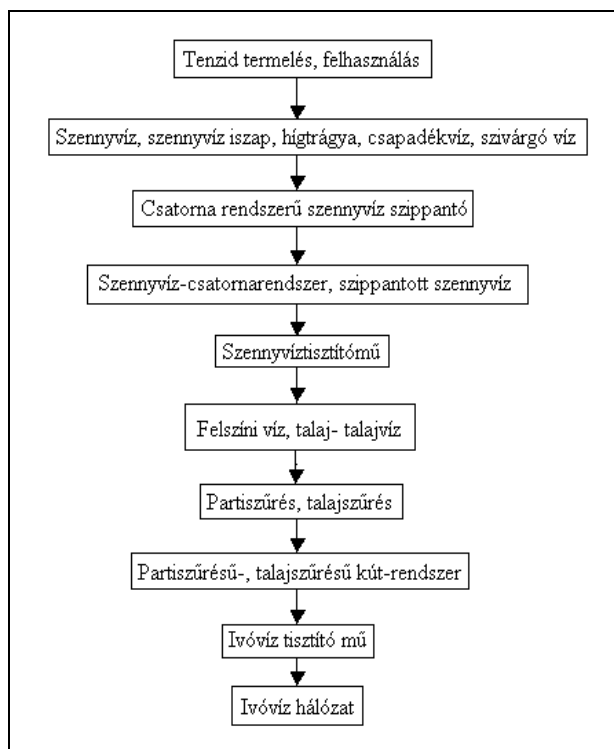 Tenzid termelés, felhasználás
Szennyvíz, szennyvíz iszap, hígtrágya, csapadékvíz, szivárgó víz
Csatorna rendszerű szennyvíz szippantó
Szennyvíz-csatornarendszer, szippantott szennyvíz
Szennyvíztisztítómű
Felszíni víz, talaj- talajvíz
Partiszűrés, talajszűrés
Partiszűrésű-, talajszűrésű kút-rendszer
Ivóvíz tisztító mű
Ivóvíz hálózat